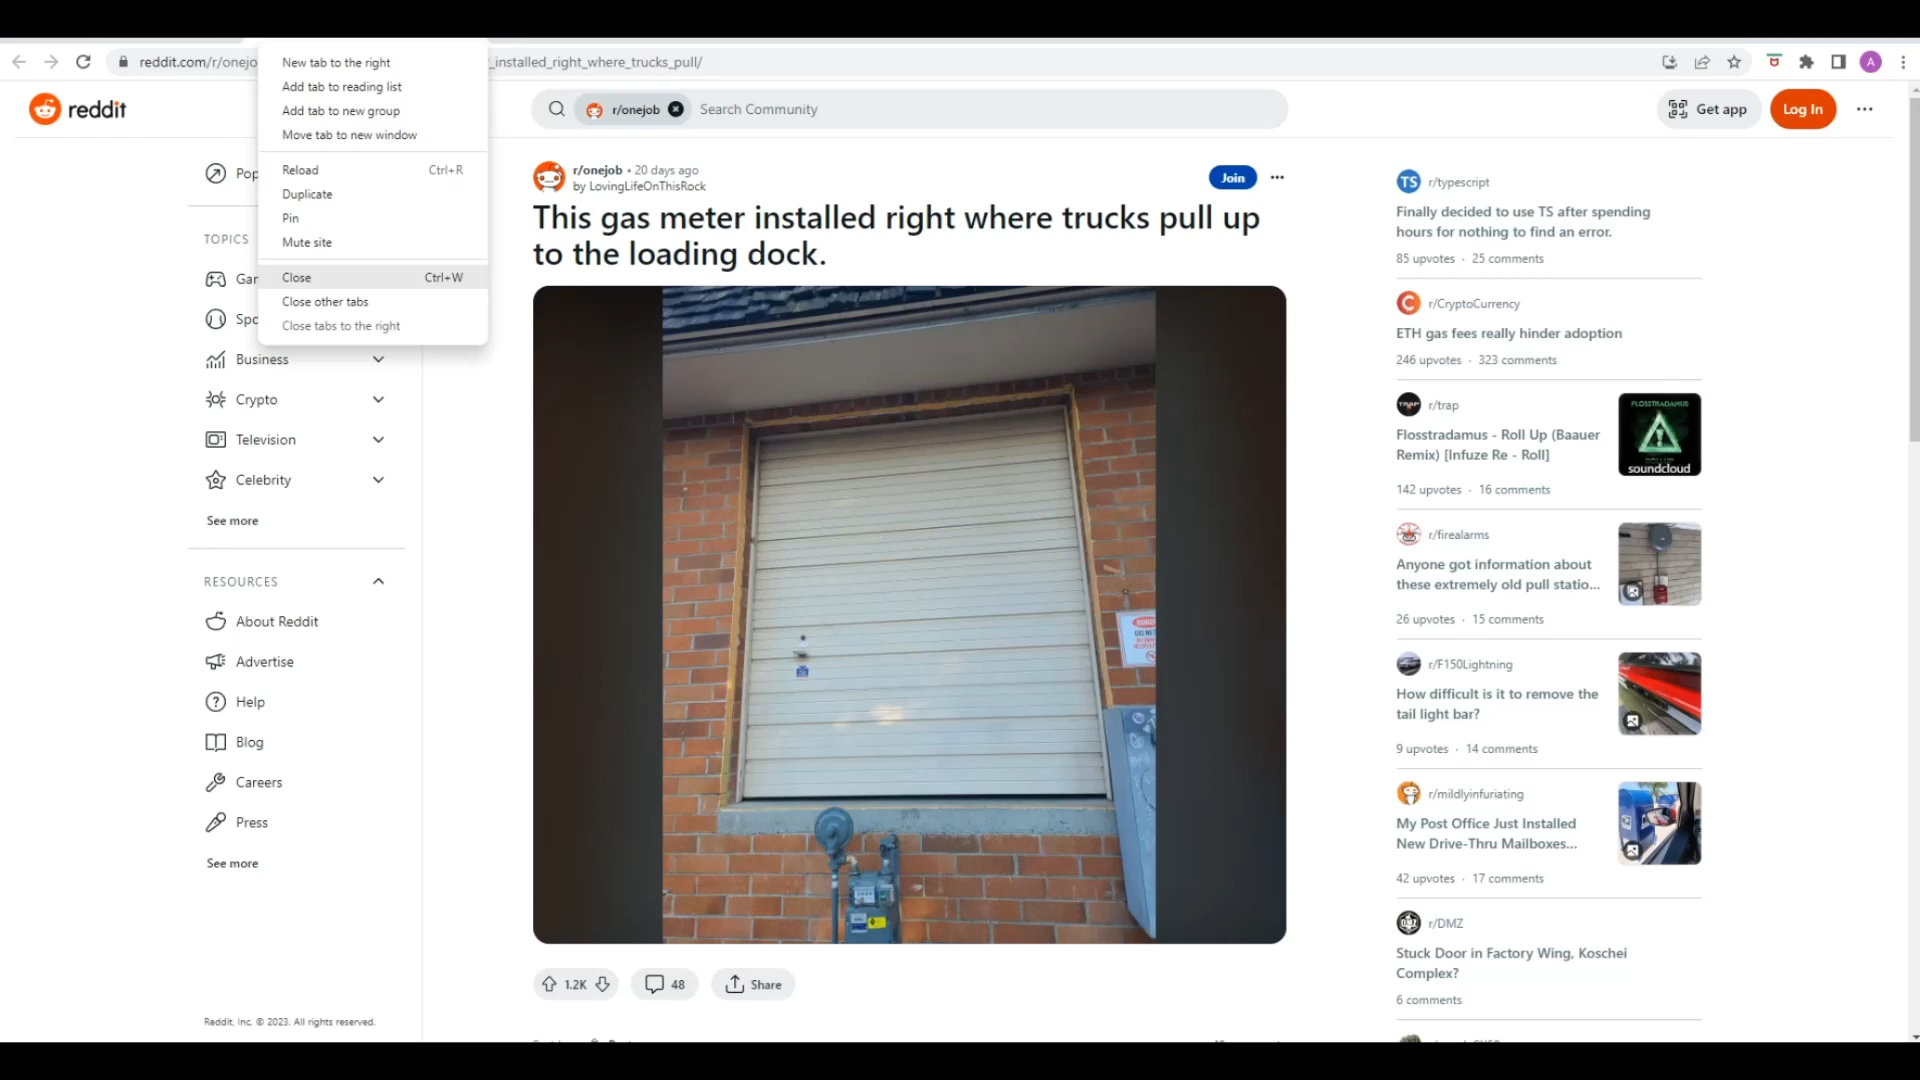 reddit.com/r/onejo
_installed_right_where_trucks_pull/
A
New tab to the right
Add tab to reading list
Add tab to new group
Move tab to new window
Reload Ctrl+R
Duplicate
Pin
Mute site
Close Ctrl+W
Close other tabs
Close tabs to the right
reddit
r/onejob
Search Community
Get app
Log In
Pop
TOPICS
Gar
Spo
Business
Crypto
Television
Celebrity
See more
RESOURCES
About Reddit
Advertise
Help
Blog
Careers
Press
See more
Reddit, Inc. © 2023. All rights reserved.
r/onejob • 20 days ago
by LovingLifeOnThisRock
Join
This gas meter installed right where trucks pull up
to the loading dock.
1.2K
48
Share
TS r/typescript
Finally decided to use TS after spending
hours for nothing to find an error.
85 upvotes · 25 comments
r/CryptoCurrency
ETH gas fees really hinder adoption
246 upvotes · 323 comments
TRAP r/trap
Flosstradamus - Roll Up (Baauer
Remix) [Infuze Re - Roll]
FLOSSTRADAMUS
soundcloud
142 upvotes · 16 comments
r/firealarms
Anyone got information about
these extremely old pull statio...
26 upvotes · 15 comments
r/F150Lightning
How difficult is it to remove the
tail light bar?
9 upvotes · 14 comments
r/mildlyinfuriating
My Post Office Just Installed
New Drive-Thru Mailboxes...
42 upvotes · 17 comments
DMZ r/DMZ
Stuck Door in Factory Wing, Koschei
Complex?
6 comments